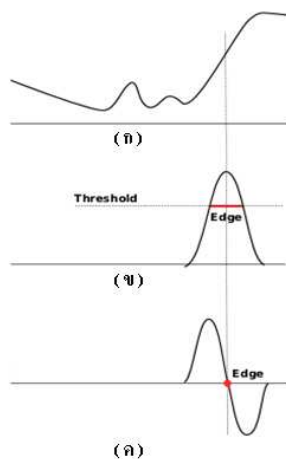 (ก)
Threshold
Edge
(ข)
Edge
(ค)